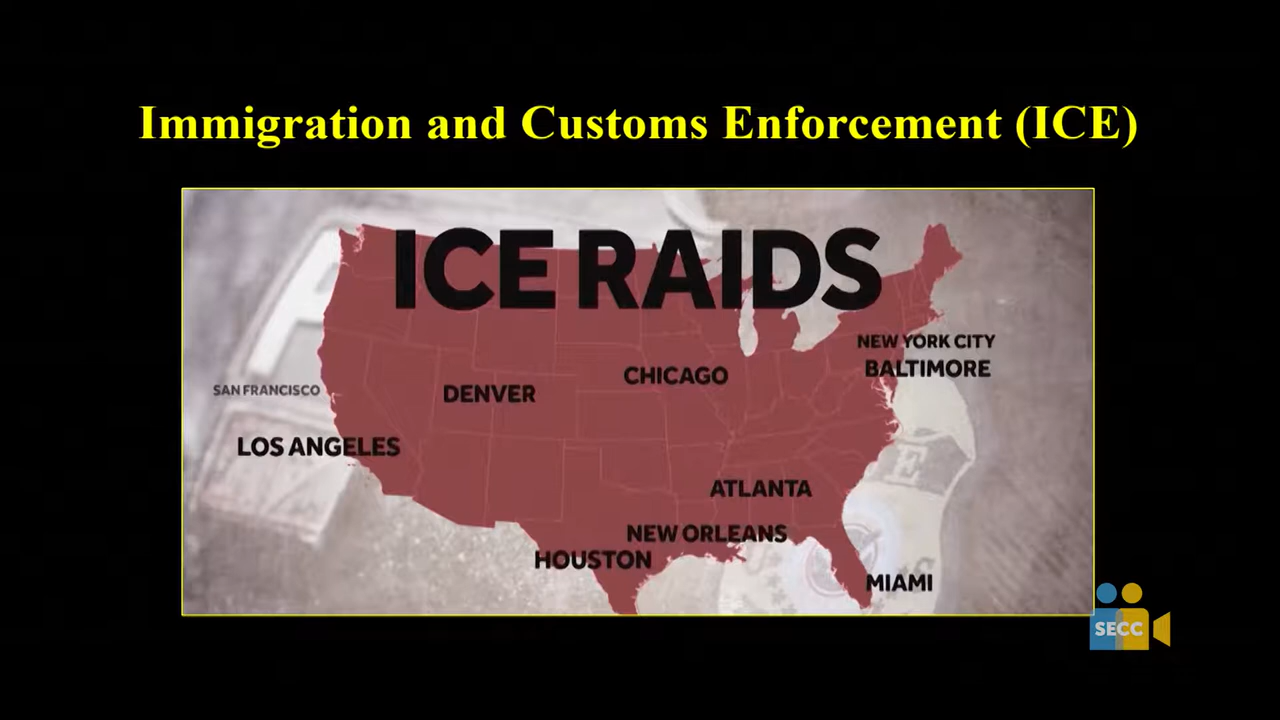 Immigration and Customs Enforcement (ICE)
ICE RAIDS
NEW YORK CITY
BALTIMORE
CHICAGO
SAN FRANCISCO
DENVER
LOS ANGELES
ATLANTA
NEW ORLEANS
HOUSTON
MIAMI
SECC